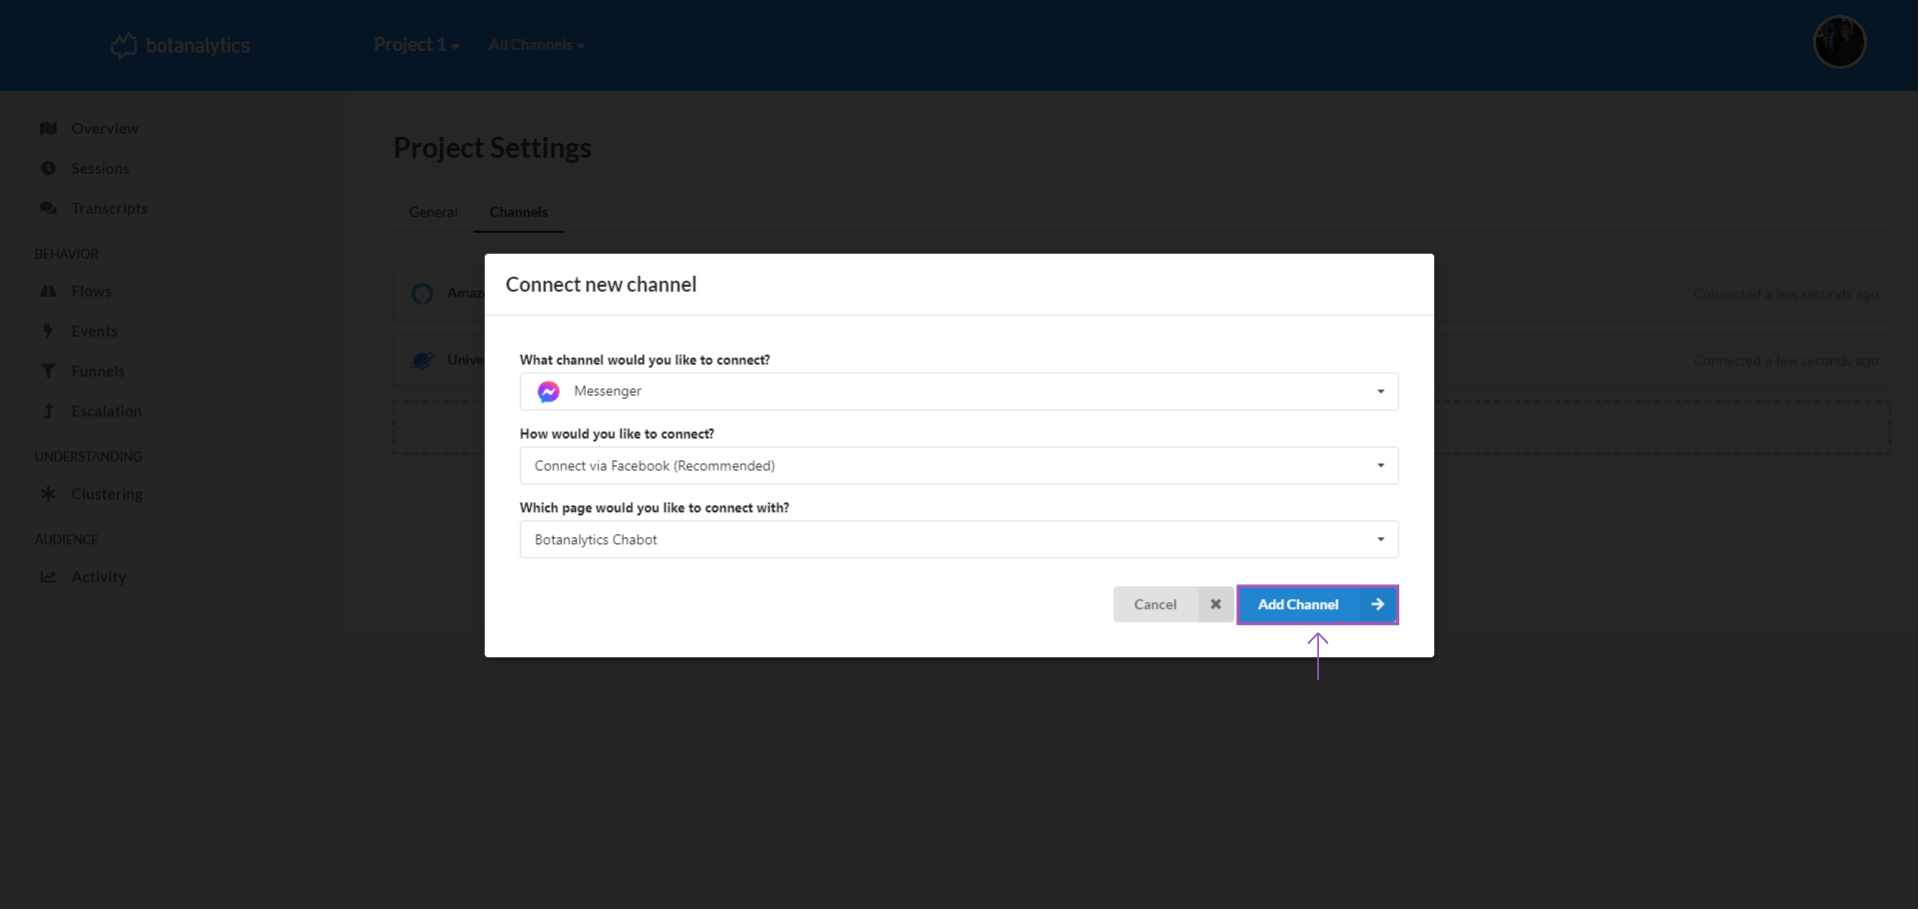 botanalytics
Project 1
All Channels
Overview
Sessions
Transcripts
BEHAVIOR
Flows
Events
Funnels
Escalation
UNDERSTANDING
Clustering
AUDIENCE
Activity
Project Settings
General
Channels
Amaz
Connected a few seconds ago
Unive
Connected a few seconds ago
Connect new channel
What channel would you like to connect?
Messenger
How would you like to connect?
Connect via Facebook (Recommended)
Which page would you like to connect with?
Botanalytics Chabot
Cancel
Add Channel